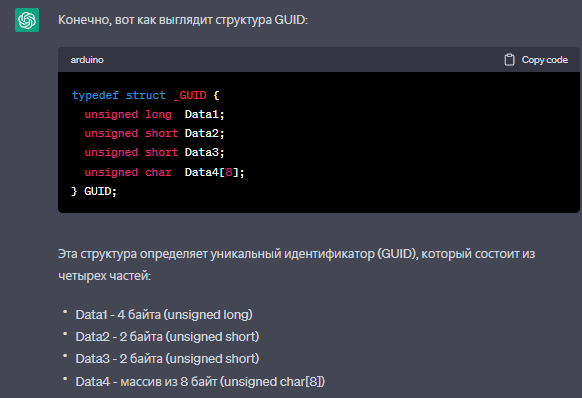 Конечно, вот как выглядит структура GUID:
arduino
Copy code
typedef struct _GUID {
  unsigned long  Data1;
  unsigned short Data2;
  unsigned short Data3;
  unsigned char  Data4[8];
} GUID;
Эта структура определяет уникальный идентификатор (GUID), который состоит из
четырех частей:
• Data1 - 4 байта (unsigned long)
• Data2 - 2 байта (unsigned short)
• Data3 - 2 байта (unsigned short)
• Data4 - массив из 8 байт (unsigned char[8])